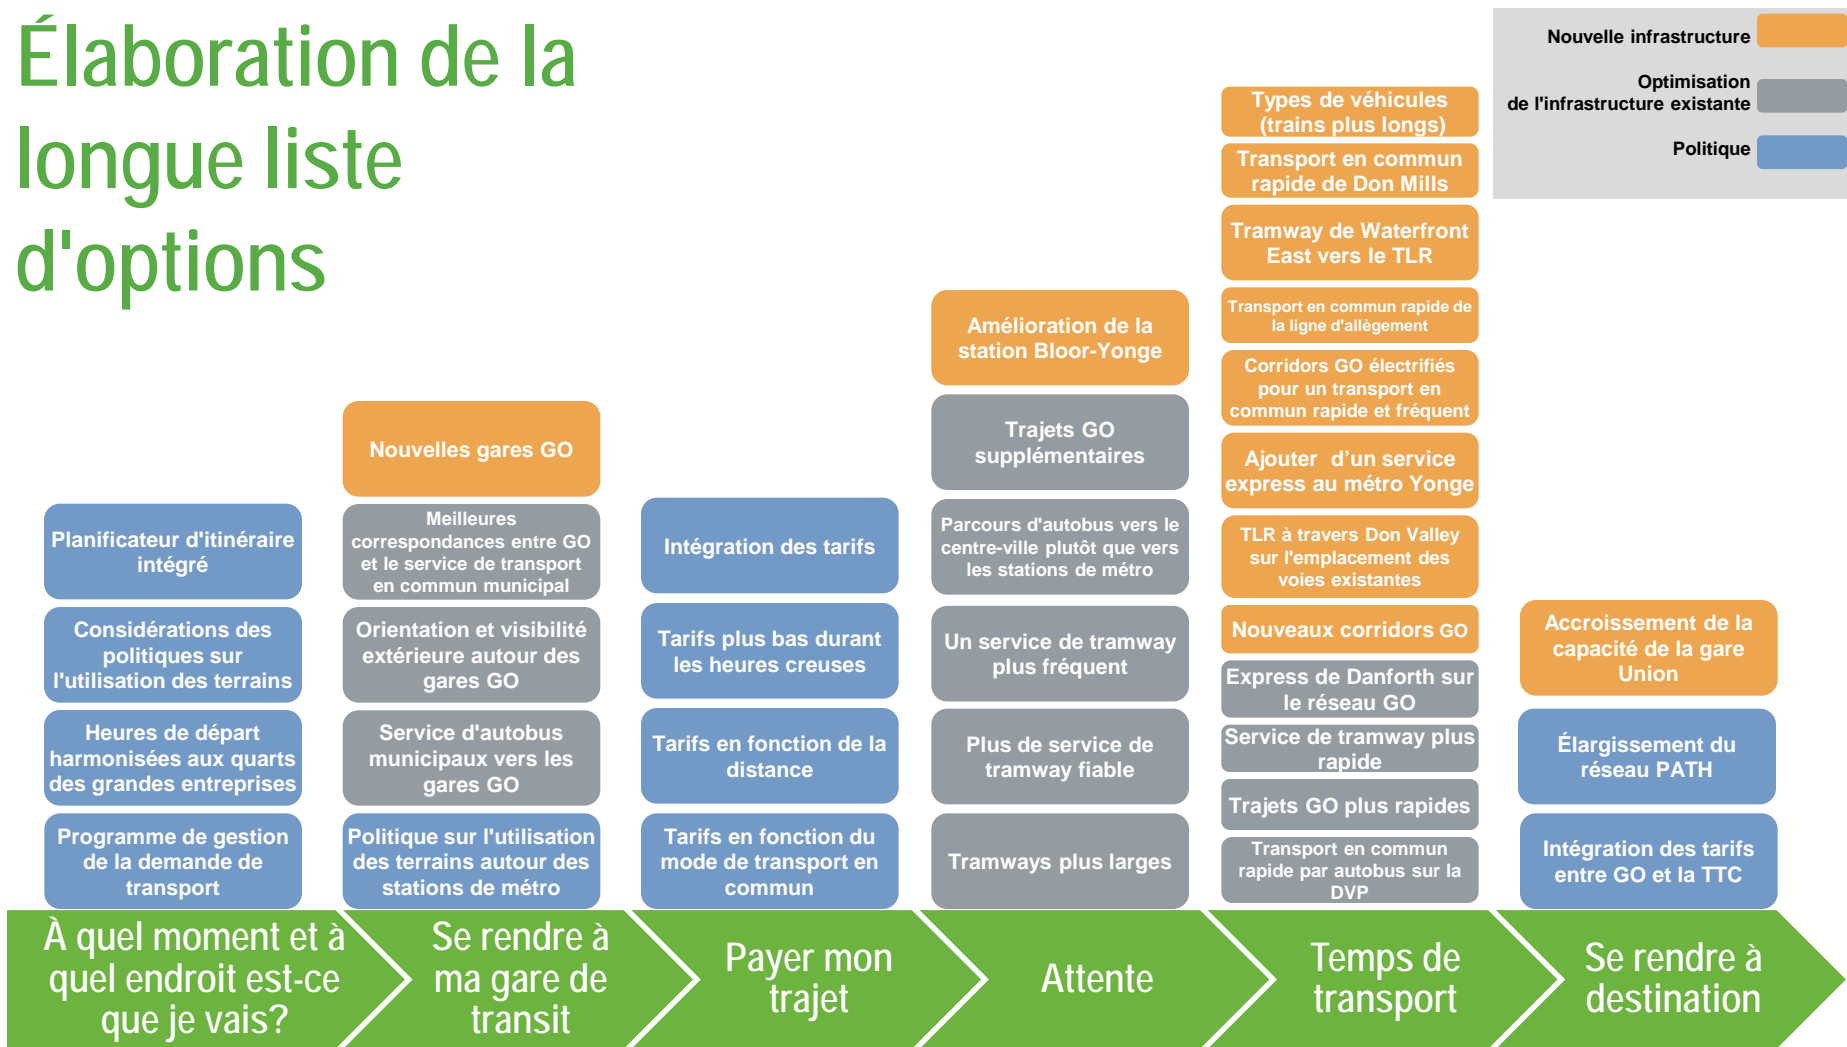 Élaboration de la
longue liste
d'options
Nouvelle infrastructure
Optimisation
de l'infrastructure existante
Politique
Planificateur d'itinéraire
intégré
Considérations des
politiques sur
l'utilisation des terrains
Heures de départ
harmonisées aux quarts
des grandes entreprises
Programme de gestion
de la demande de
transport
À quel moment et à
quel endroit est-ce
que je vais?
Nouvelles gares GO
Meilleures
correspondances entre GO
et le service de transport
en commun municipal
Orientation et visibilité
extérieure autour des
gares GO
Service d'autobus
municipaux vers les
gares GO
Politique sur l'utilisation
des terrains autour des
stations de métro
Se rendre à
ma gare de
transit
Intégration des tarifs
Tarifs plus bas durant
les heures creuses
Tarifs en fonction de la
distance
Tarifs en fonction du
mode de transport en
commun
Payer mon
trajet
Amélioration de la
station Bloor-Yonge
Trajets GO
supplémentaires
Parcours d'autobus vers le
centre-ville plutôt que vers
les stations de métro
Un service de tramway
plus fréquent
Plus de service de
tramway fiable
Tramways plus larges
Attente
Types de véhicules
(trains plus longs)
Transport en commun
rapide de Don Mills
Tramway de Waterfront
East vers le TLR
Transport en commun rapide de
la ligne d'allègement
Corridors GO électrifiés
pour un transport en
commun rapide et fréquent
Ajouter  d’un service
express au métro Yonge
TLR à travers Don Valley
sur l'emplacement des
voies existantes
Nouveaux corridors GO
Express de Danforth sur
le réseau GO
Service de tramway plus
rapide
Trajets GO plus rapides
Transport en commun
rapide par autobus sur la
DVP
Temps de
transport
Accroissement de la
capacité de la gare
Union
Élargissement du
réseau PATH
Intégration des tarifs
entre GO et la TTC
Se rendre à
destination